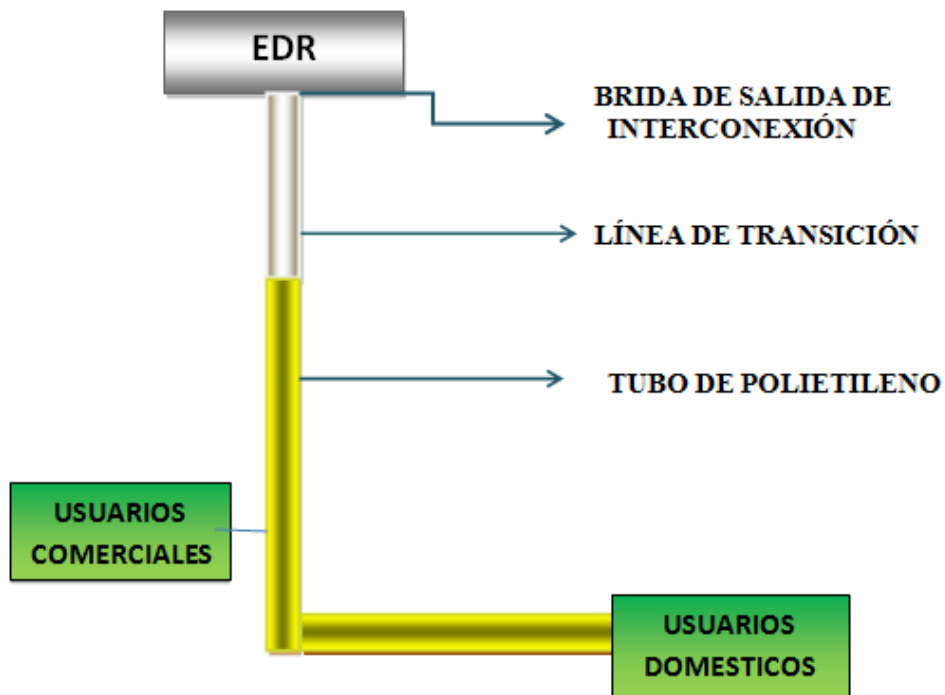 EDR
BRIDA DE SALIDA DE
INTERCONEXIÓN
LÍNEA DE TRANSICIÓN
TUBO DE POLIETILENO
USUARIOS
COMERCIALES
USUARIOS
DOMESTICOS